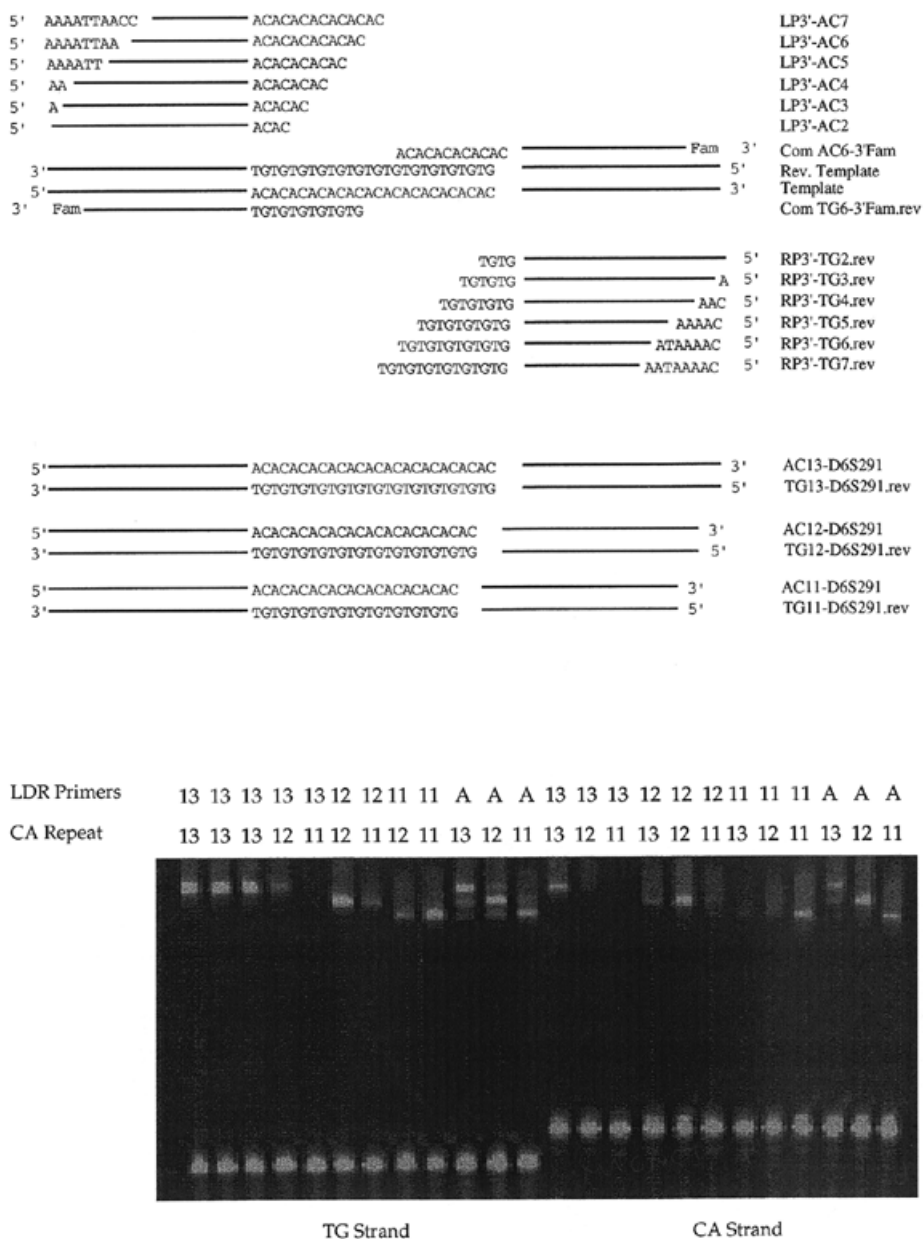 5' AAAATTAACC ACACACACACACAC LP3'-AC7
5' AAAATTAA ACACACACACAC LP3'-AC6
5' AAAATT ACACACACAC LP3'-AC5
5' AA ACACACAC LP3'-AC4
5' A ACACAC LP3'-AC3
5' ACAC LP3'-AC2
ACACACACACAC Fam 3' Com AC6-3'Fam
3' TGTGTGTGTGTGTGTGTGTGTGTGTG 5' Rev. Template
5' ACACACACACACACACACACACACAC 3' Template
3' Fam TGTGTGTGTGTG Com TG6-3'Fam.rev
TGTG 5' RP3'-TG2.rev
TGTGTG A 5' RP3'-TG3.rev
TGTGTGTG AAC 5' RP3'-TG4.rev
TGTGTGTGTG AAAAC 5' RP3'-TG5.rev
TGTGTGTGTGTG ATAAAAC 5' RP3'-TG6.rev
TGTGTGTGTGTGTG AATAAAAC 5' RP3'-TG7.rev
5' ACACACACACACACACACACACACAC 3' AC13-D6S291
3' TGTGTGTGTGTGTGTGTGTGTGTGTG 5' TG13-D6S291.rev
5' ACACACACACACACACACACACAC 3' AC12-D6S291
3' TGTGTGTGTGTGTGTGTGTGTGTG 5' TG12-D6S291.rev
5' ACACACACACACACACACACAC 3' AC11-D6S291
3' TGTGTGTGTGTGTGTGTGTGTG 5' TG11-D6S291.rev
LDR Primers 13 13 13 13 13 12 12 11 11 A A A 13 13 13 12 12 12 11 11 11 A A A
CA Repeat 13 13 13 12 11 12 11 12 11 13 12 11 13 12 11 13 12 11 13 12 11 13 12 11
TG Strand CA Strand